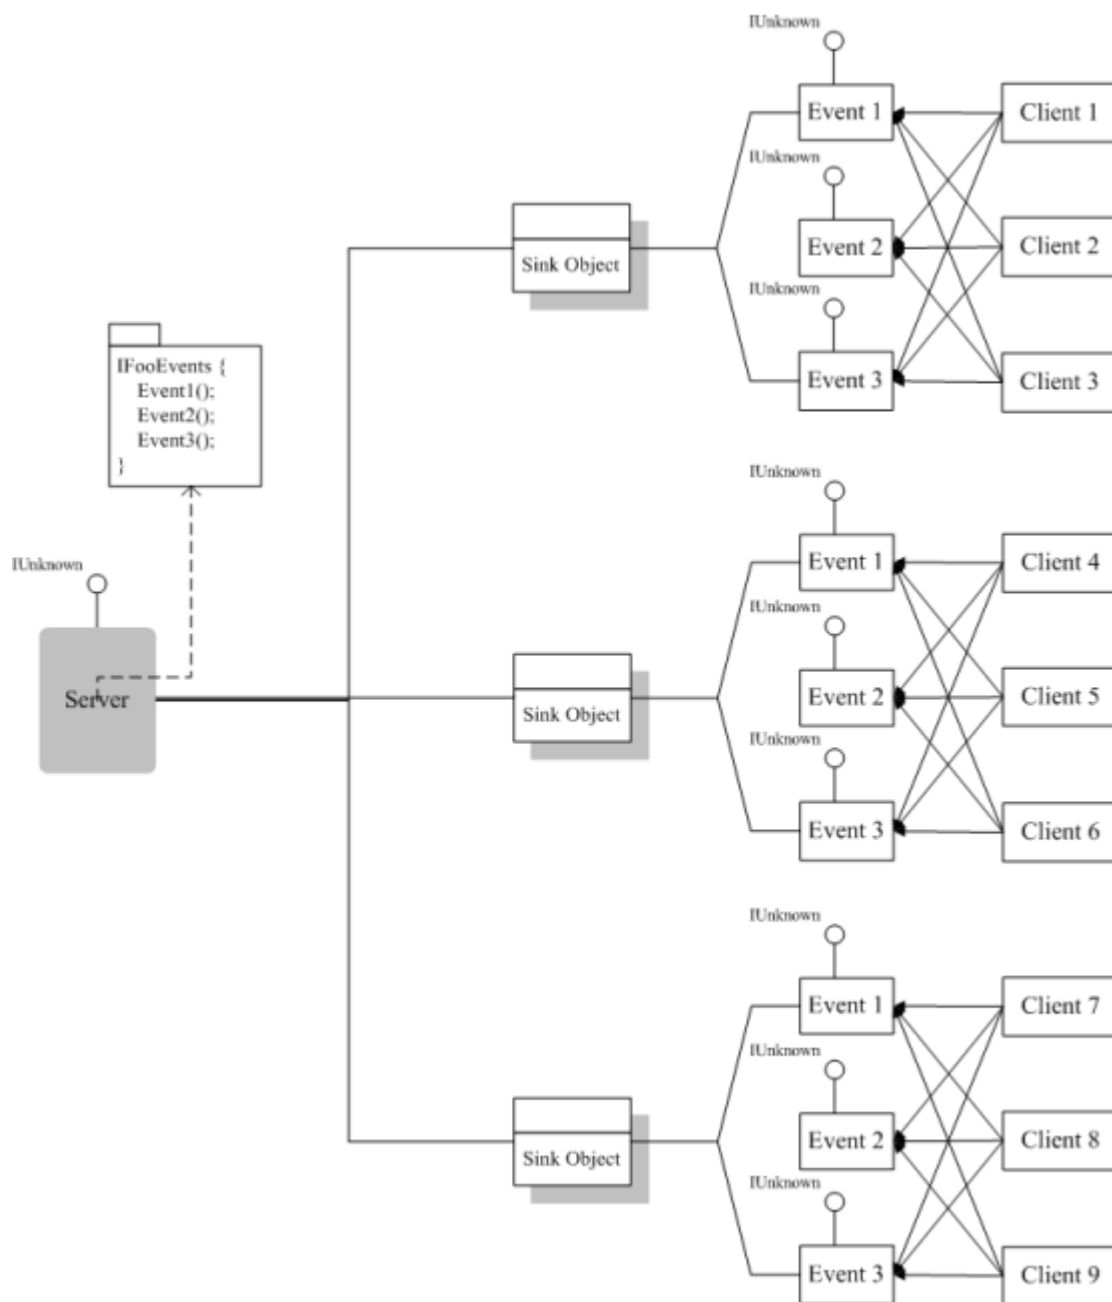 IUnknown
Event 1
Client 1
IUnknown
Event 2
Client 2
Sink Object
IUnknown
Event 3
Client 3
IFooEvents {
Event1();
Event2();
Event3();
}
IUnknown
Event 1
Client 4
IUnknown
IUnknown
Server
Sink Object
Event 2
Client 5
IUnknown
Event 3
Client 6
IUnknown
Event 1
Client 7
IUnknown
Event 2
Client 8
Sink Object
IUnknown
Event 3
Client 9